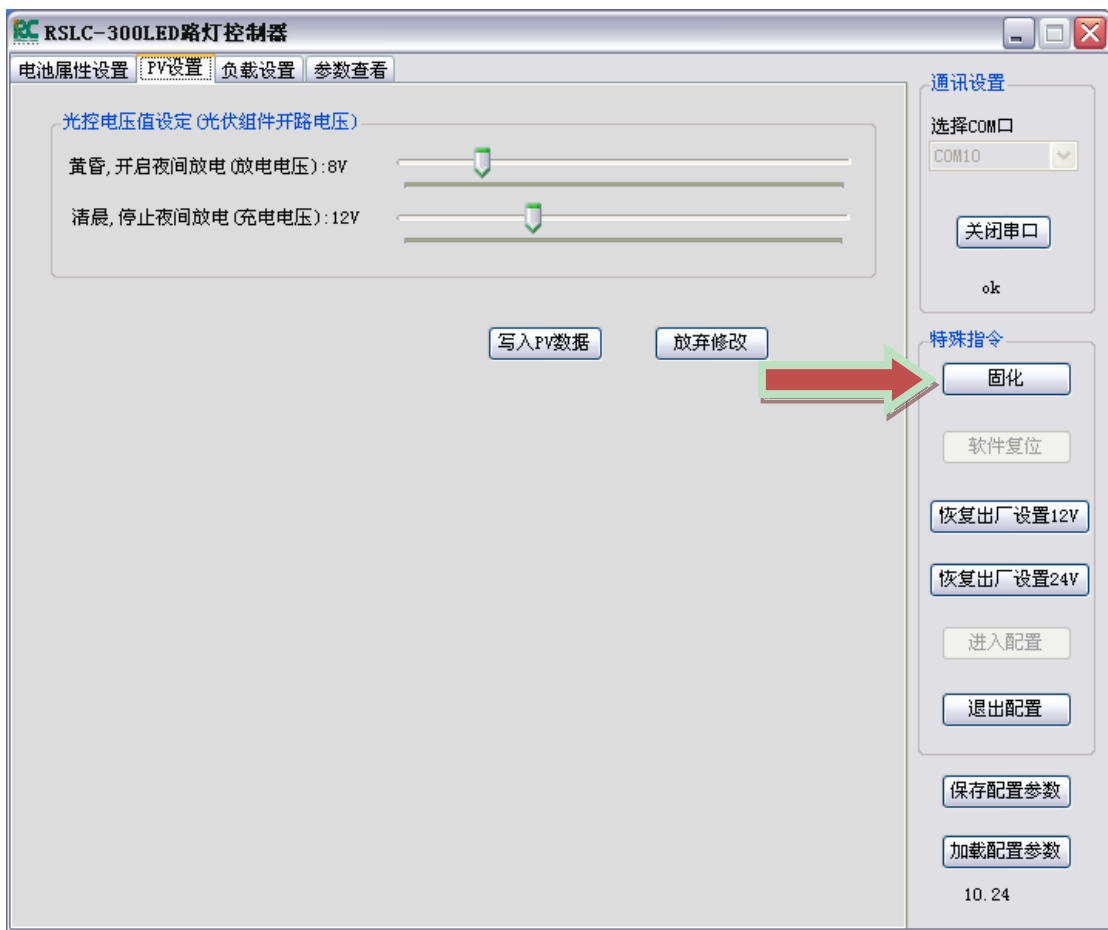 RC RSLC-300LED路灯控制器
电池属性设置 PV设置 负载设置 参数查看
光控电压值设定(光伏组件开路电压)
黄昏,开启夜间放电(放电电压):8V
清晨,停止夜间放电(充电电压):12V
写入PV数据 放弃修改
通讯设置
选择COM口
COM10
关闭串口
ok
特殊指令
固化
软件复位
恢复出厂设置12V
恢复出厂设置24V
进入配置
退出配置
保存配置参数
加载配置参数
10.24